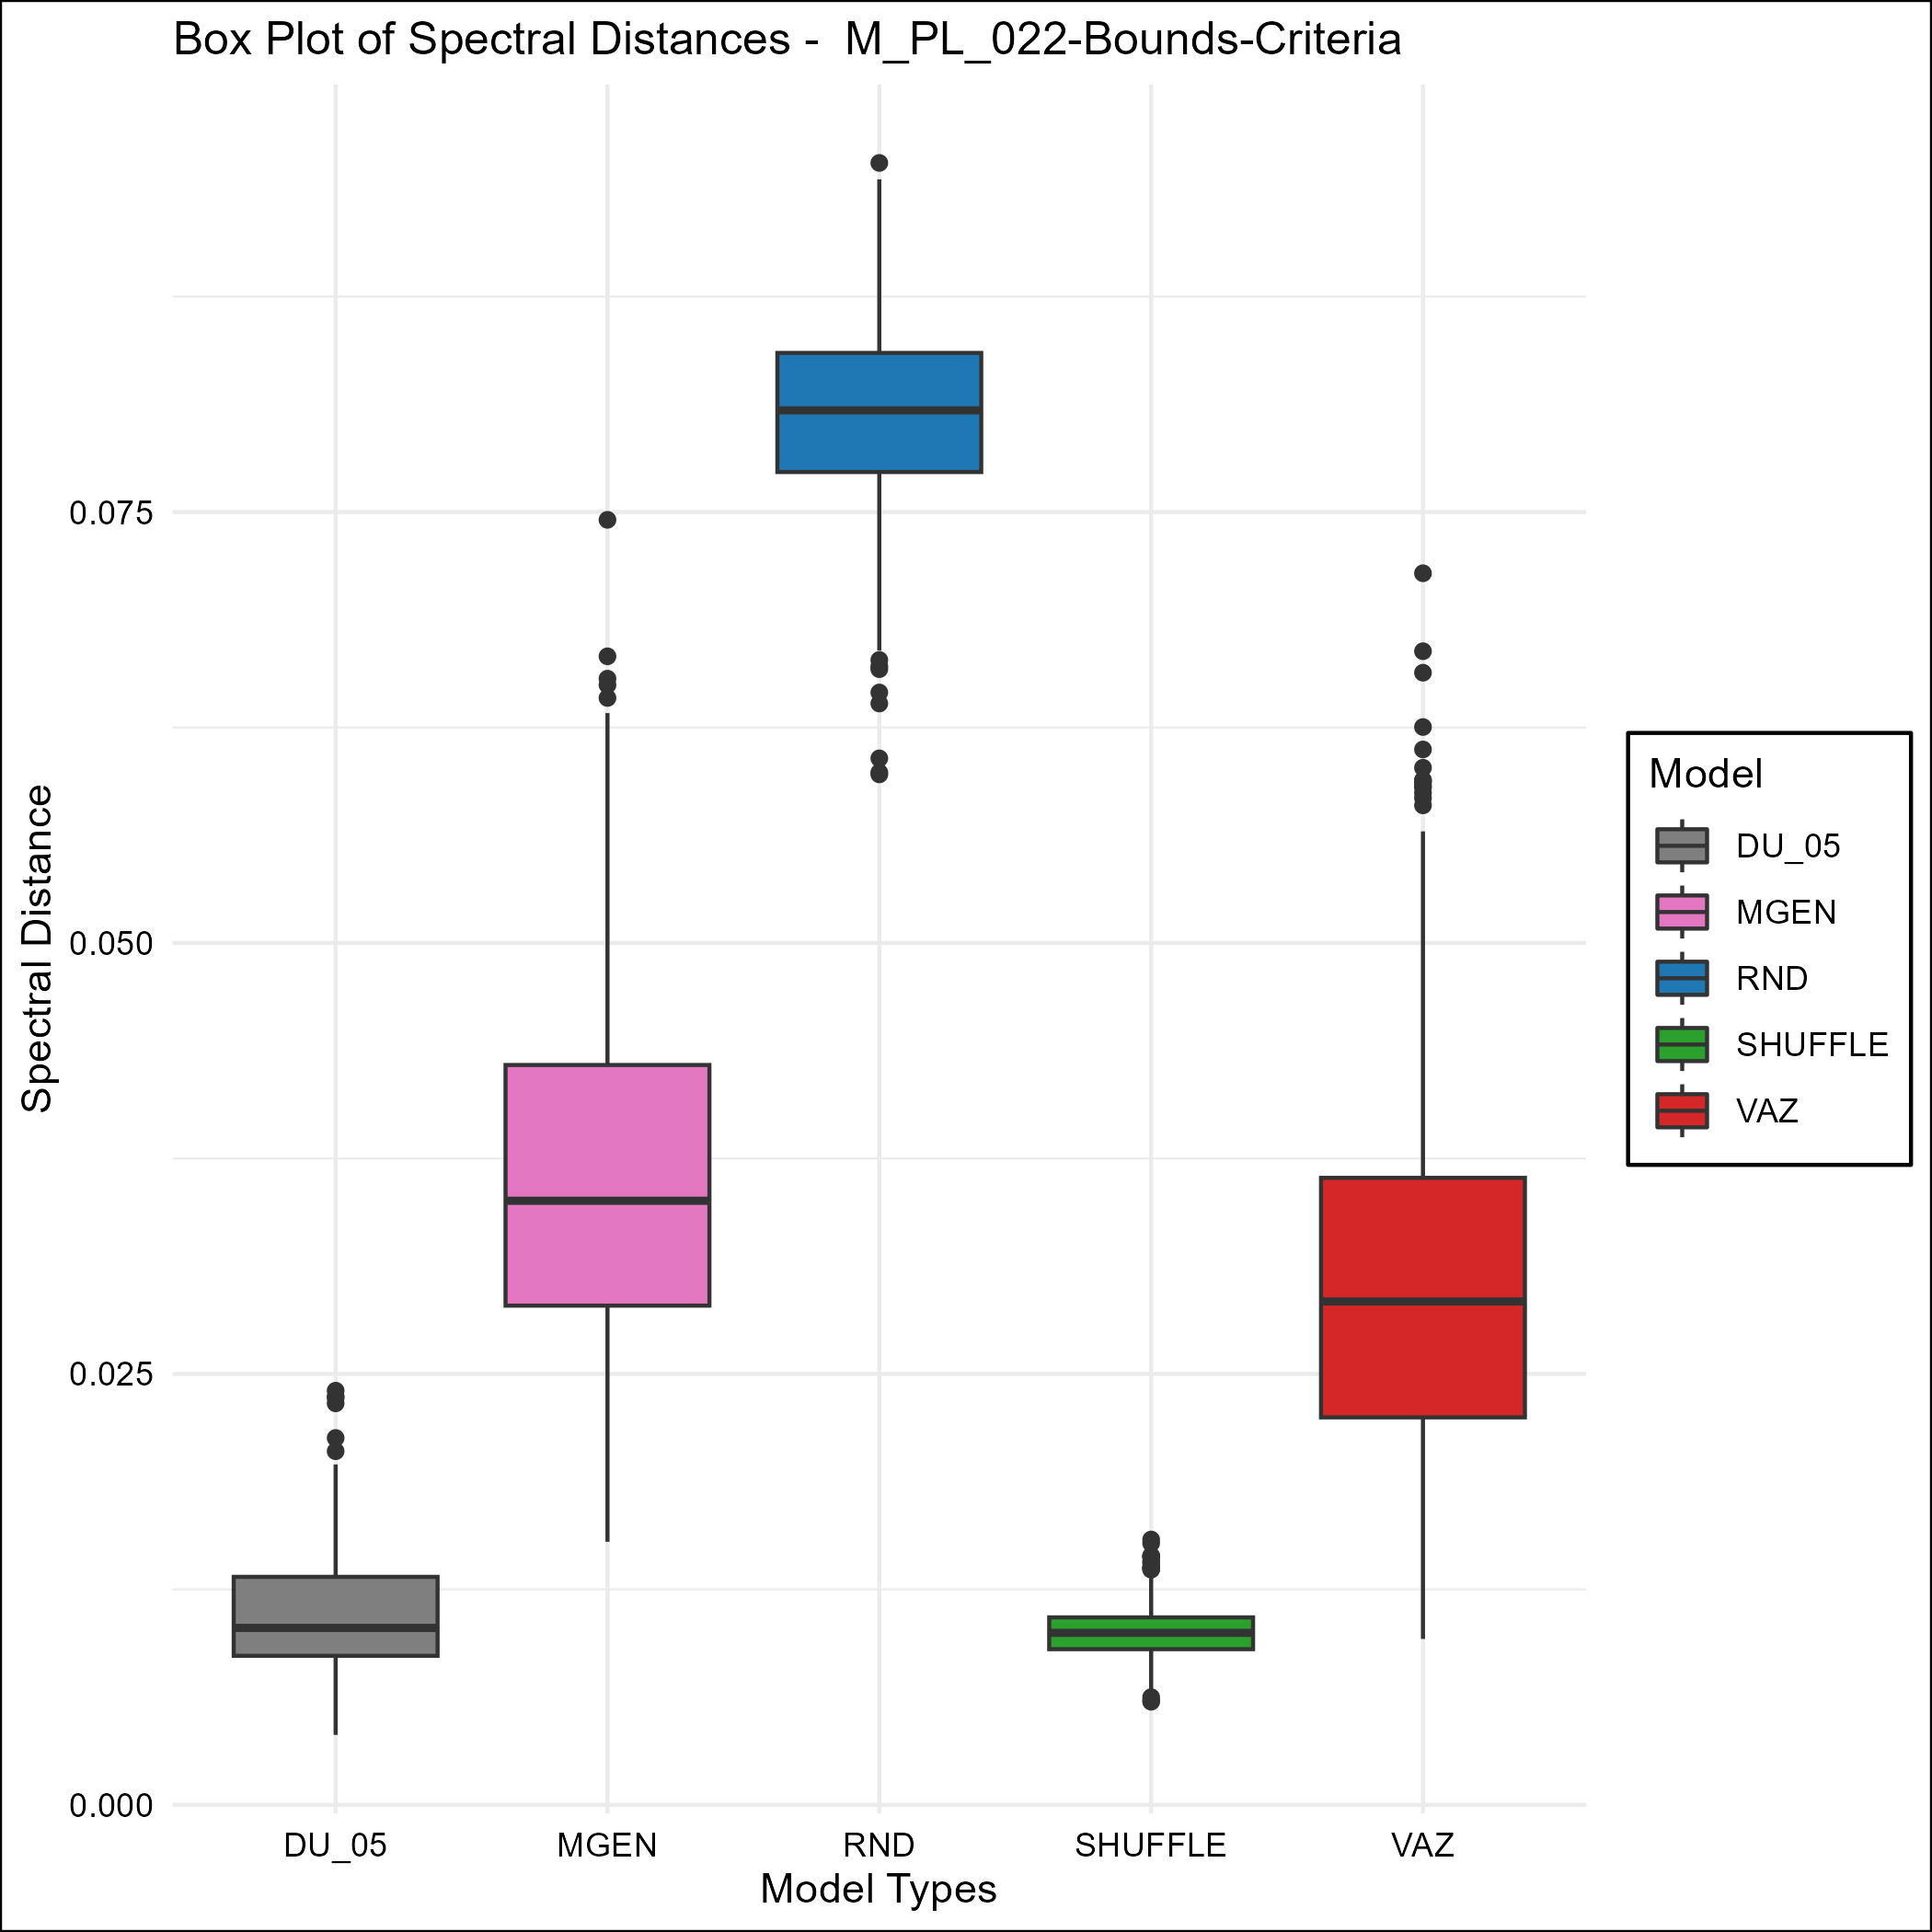 Box Plot of Spectral Distances -  M_PL_022-Bounds-Criteria
Spectral Distance
0.075
0.050
0.025
0.000
DU_05
MGEN
RND
SHUFFLE
VAZ
Model Types
Model
DU_05
MGEN
RND
SHUFFLE
VAZ